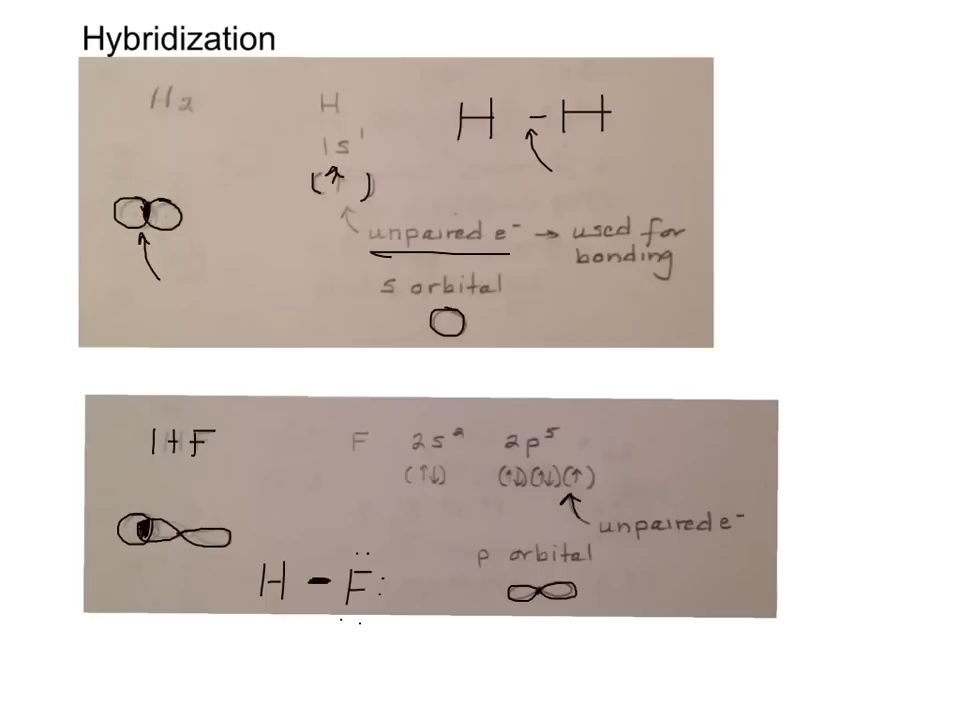 Hybridization
H2 H H - H
1s¹
(↑ )
unpaired e⁻ → used for
bonding
s orbital
HF F 2s² 2p⁵
(↑↓) (↑↓)(↑↓)(↑)
unpaired e⁻
p orbital
H - F: